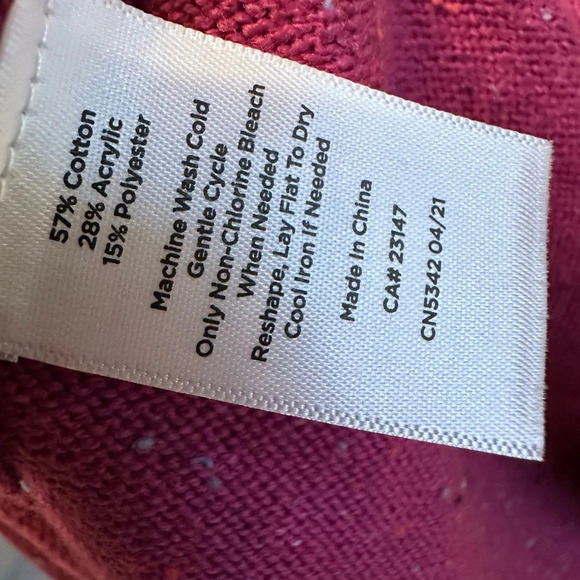 57% Cotton
28% Acrylic
15% Polyester
Machine Wash Cold
Gentle Cycle
Only Non-Chlorine Bleach
When Needed
Reshape, Lay Flat To Dry
Cool Iron If Needed
Made In China
CA# 23147
CN5342 04/21